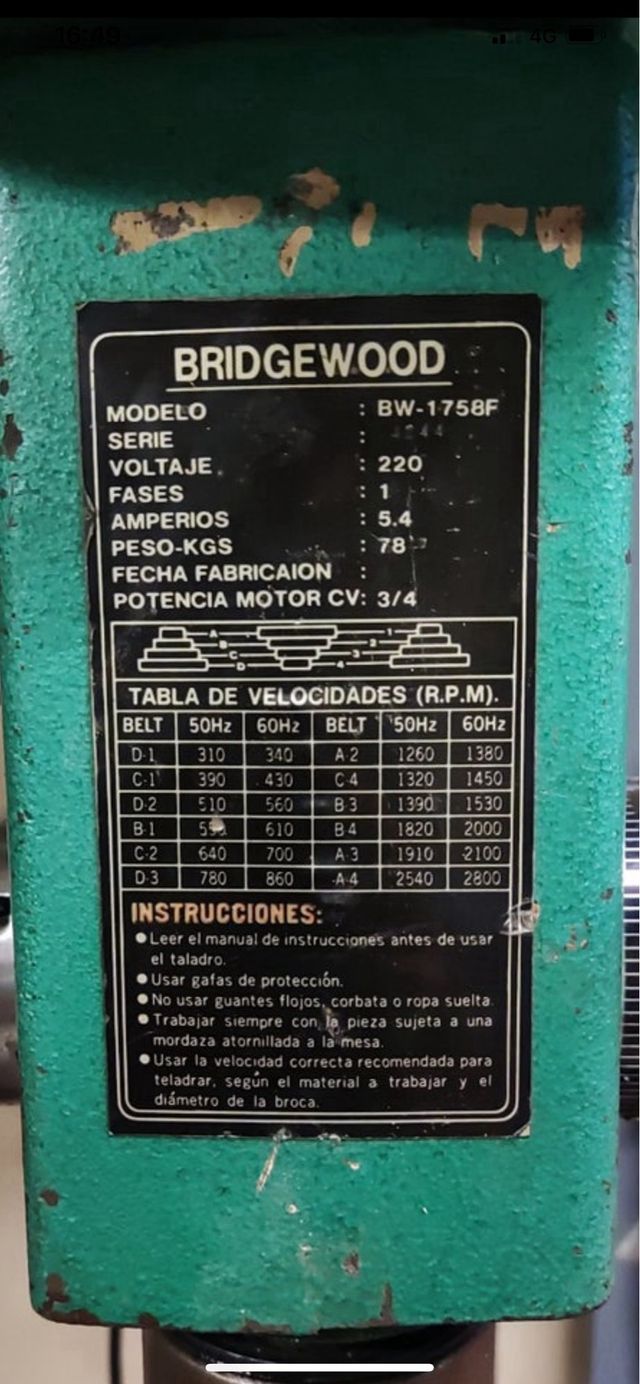 16:49 4G
BRIDGEWOOD
MODELO : BW-1758F
SERIE :
VOLTAJE : 220
FASES : 1
AMPERIOS : 5.4
PESO-KGS : 78
FECHA FABRICAION :
POTENCIA MOTOR CV: 3/4
A 1
B 2
C 3
D 4
TABLA DE VELOCIDADES (R.P.M).
BELT 50Hz 60Hz BELT 50Hz 60Hz
D-1 310 340 A-2 1260 1380
C-1 390 430 C-4 1320 1450
D-2 510 560 B-3 1390 1530
B-1 610 B-4 1820 2000
C-2 640 700 A-3 1910 2100
D-3 780 860 A-4 2540 2800
INSTRUCCIONES:
● Leer el manual de instrucciones antes de usar
el taladro.
● Usar gafas de protección.
● No usar guantes flojos, corbata o ropa suelta.
● Trabajar siempre con la pieza sujeta a una
mordaza atornillada a la mesa.
● Usar la velocidad correcta recomendada para
teladrar, según el material a trabajar y el
diámetro de la broca.